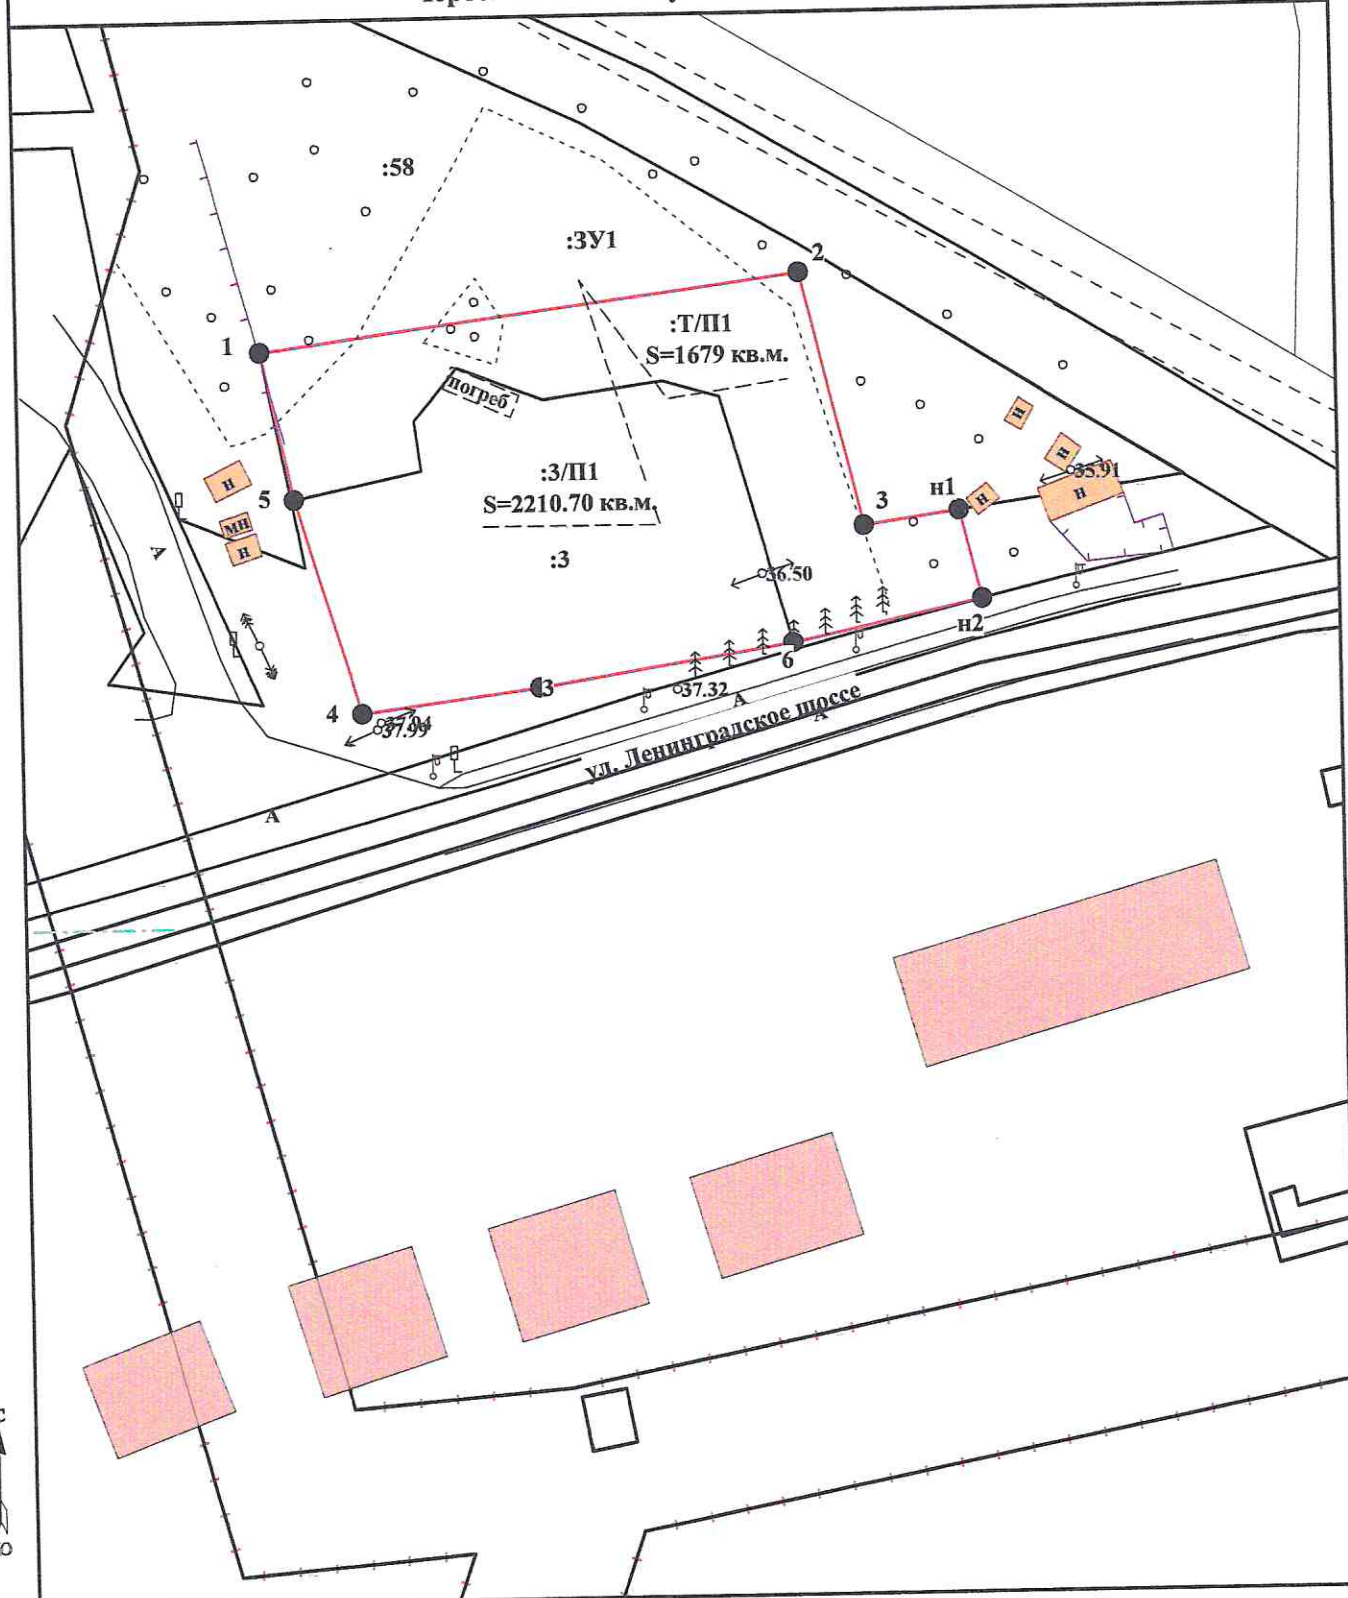 :58
:ЗУ1
2
:Т/П1
S=1679 кв.м.
1
погреб
:3/П1
S=2210.70 кв.м.
:3
н
5
мн
н
А
н
н
35.91
н
н
н1
3
36.50
н2
6
3
37.32
4
37.94
37.99
А
А
ул. Ленинградское шоссе
А
С
Ю